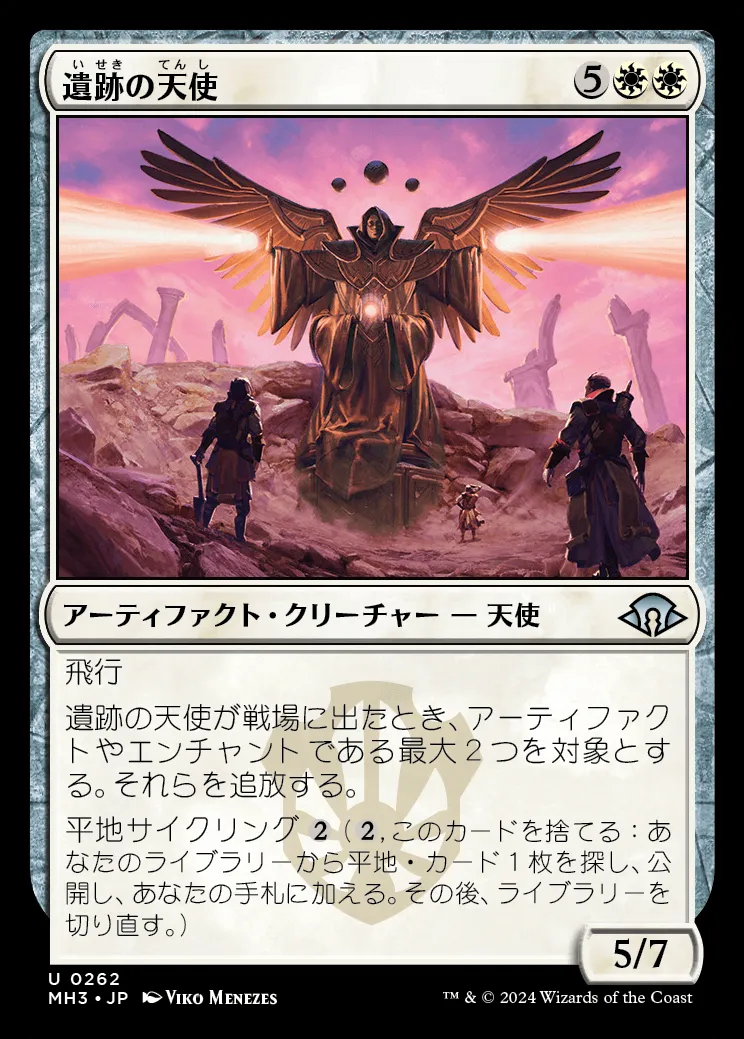 いせき てんし
遺跡の天使 5
アーティファクト・クリーチャー — 天使
飛行
遺跡の天使が戦場に出たとき、アーティファク
トやエンチャントである最大２つを対象とす
る。それらを追放する。
平地サイクリング 2（2,このカードを捨てる：あ
なたのライブラリーから平地・カード１枚を探し、公
開し、あなたの手札に加える。その後、ライブラリーを
切り直す。）
5/7
U 0262
MH3 • JP VIKO MENEZES
™ & © 2024 Wizards of the Coast